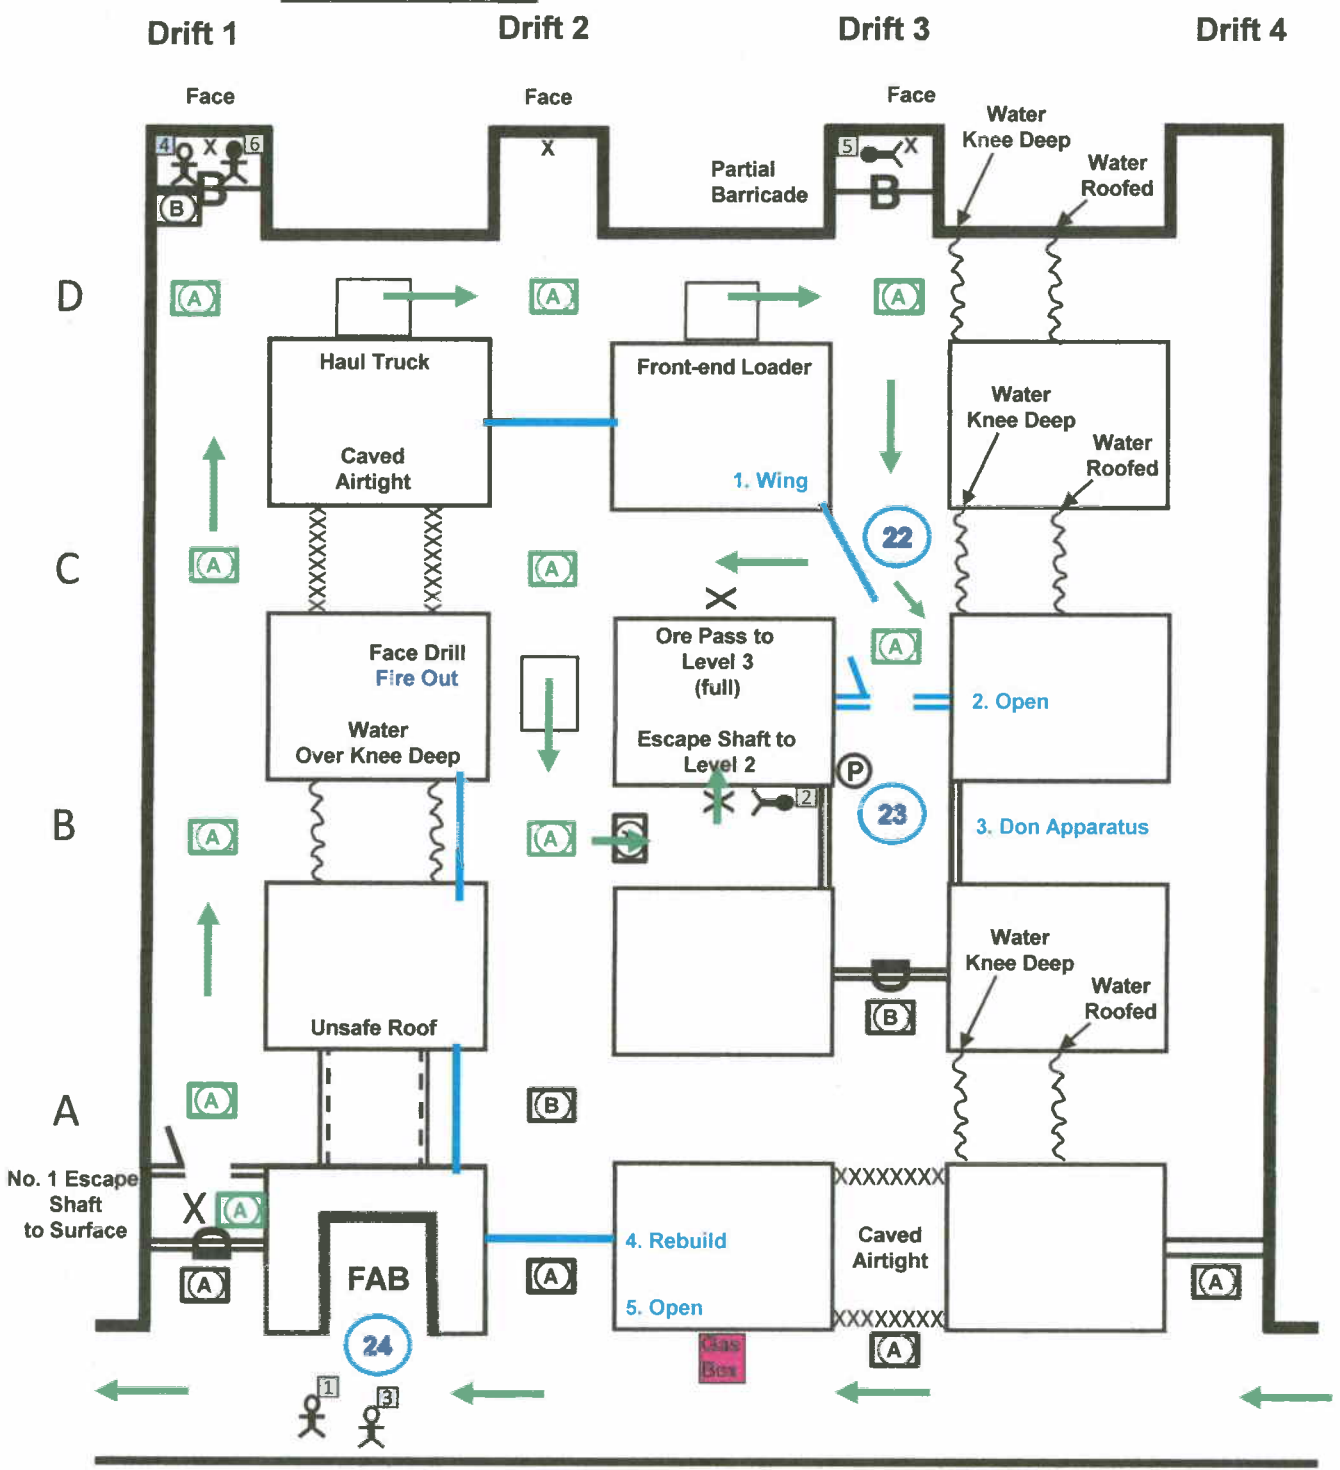 Drift 1
Drift 2
Drift 3
Drift 4
Face
Face
Face
Water
Knee Deep
Water
Roofed
4
X
6
X
5
X
Partial
Barricade
B
B
B
D
A
A
A
Haul Truck
Caved
Airtight
Front-end Loader
1. Wing
Water
Knee Deep
Water
Roofed
22
C
A
A
A
X
Face Drill
Fire Out
Water
Over Knee Deep
Ore Pass to
Level 3
(full)
Escape Shaft to
Level 2
2. Open
P
B
A
A
X
2
23
3. Don Apparatus
Unsafe Roof
Water
Knee Deep
Water
Roofed
B
A
A
B
No. 1 Escape
Shaft
to Surface
X
A
XXXXXXX
Caved
Airtight
XXXXXXXX
4. Rebuild
5. Open
FAB
A
A
A
A
24
Gas
Box
1
3